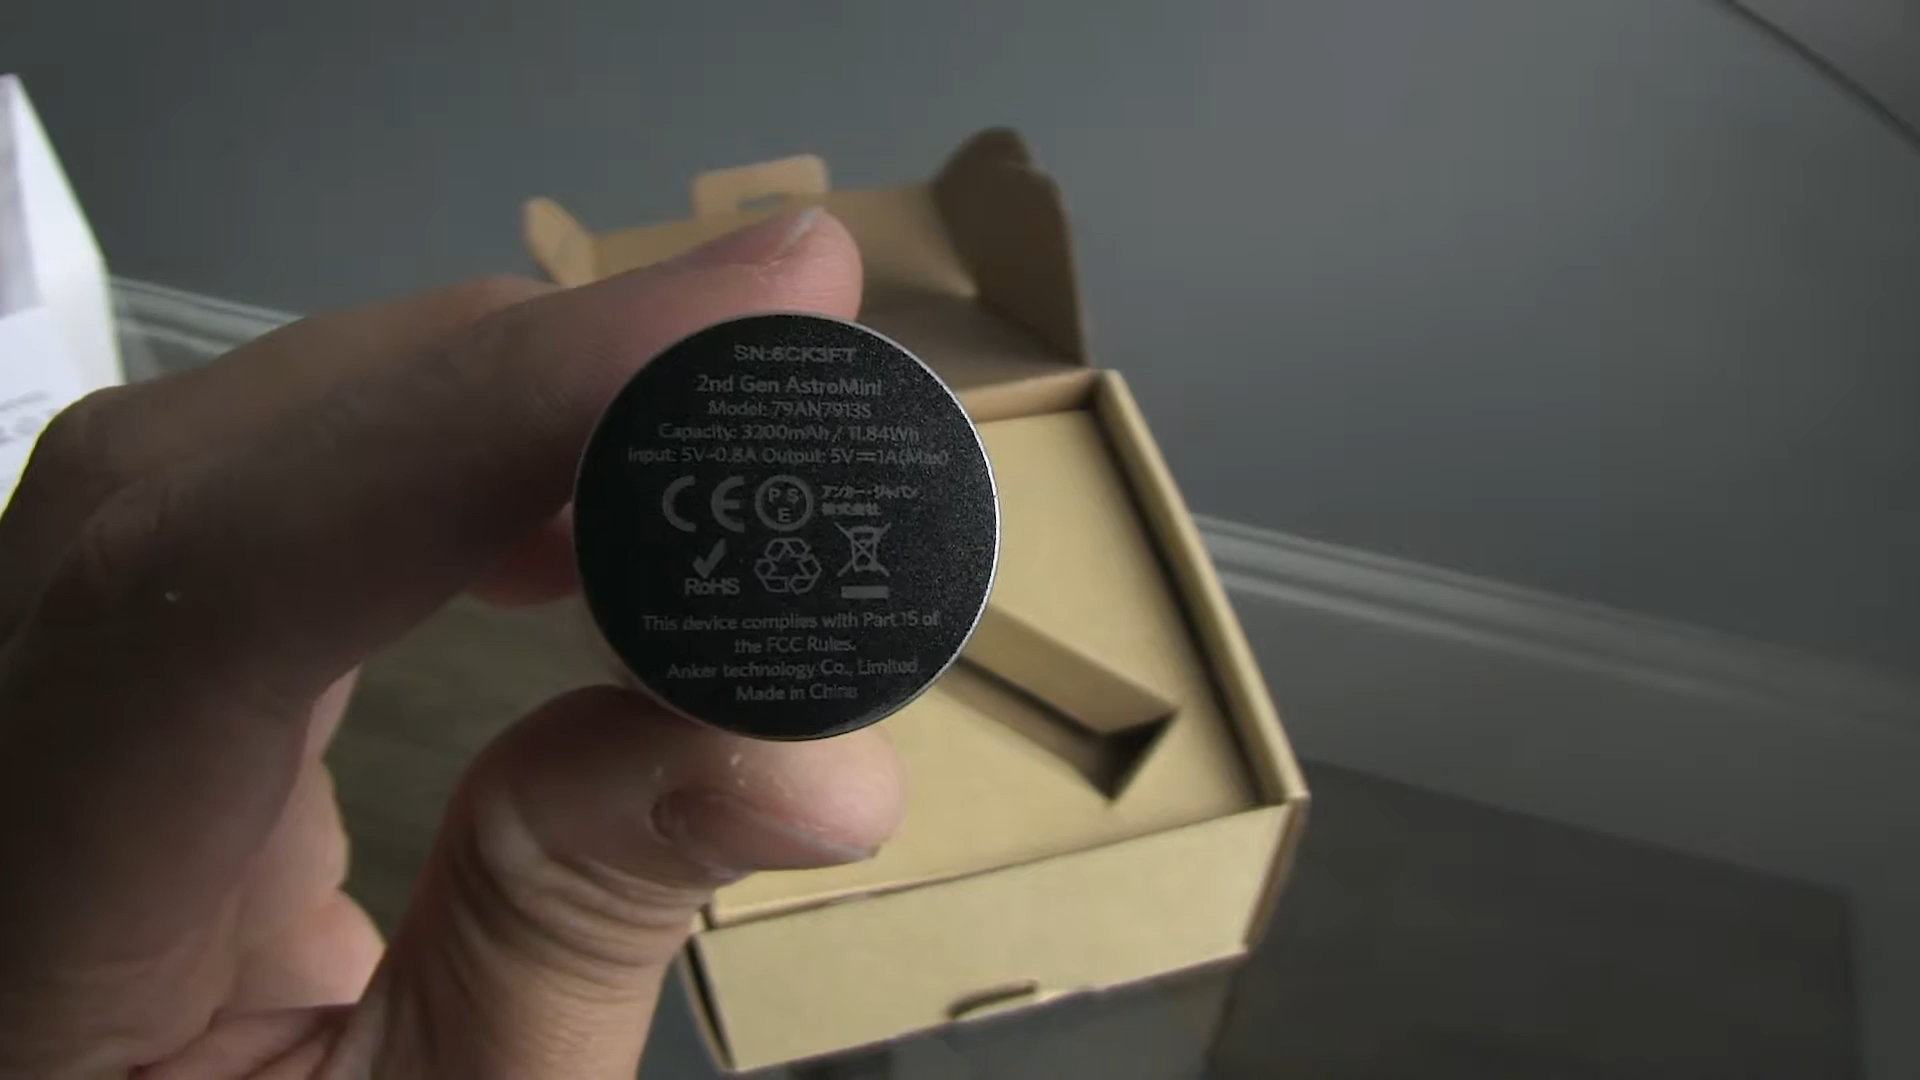 SN:6CK3FT
2nd Gen AstroMini
Model: 79AN7913S
Capacity: 3200mAh / 11.84Wh
Input: 5V⎓0.8A Output: 5V⎓1A(Max)
CE PSE アンカー・ジャパン
株式会社
RoHS
This device complies with Part 15 of
the FCC Rules.
Anker technology Co., Limited
Made in China